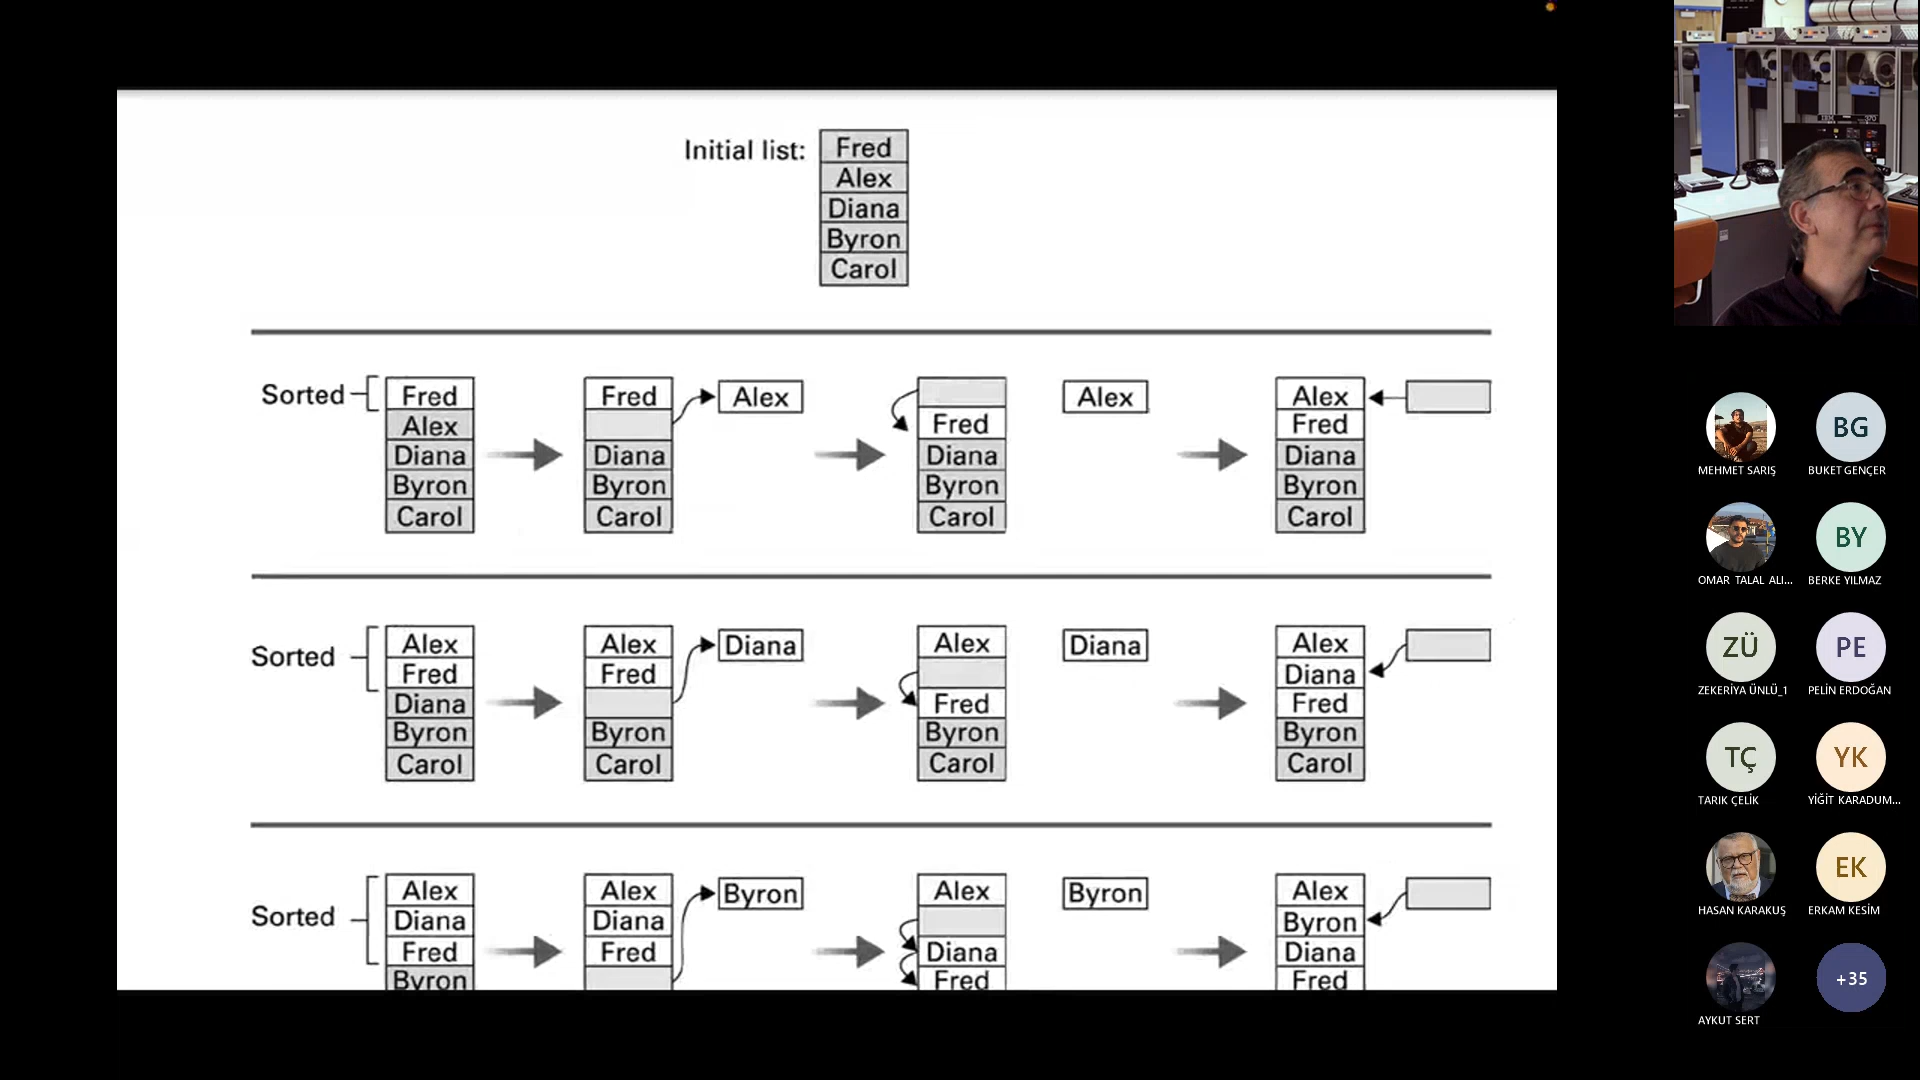 Initial list:
Fred
Alex
Diana
Byron
Carol
Sorted
Fred
Alex
Diana
Byron
Carol
Fred
Diana
Byron
Carol
Alex
Fred
Diana
Byron
Carol
Alex
Alex
Fred
Diana
Byron
Carol
Sorted
Alex
Fred
Diana
Byron
Carol
Alex
Fred
Byron
Carol
Diana
Alex
Fred
Byron
Carol
Diana
Alex
Diana
Fred
Byron
Carol
Sorted
Alex
Diana
Fred
Byron
Alex
Diana
Fred
Byron
Alex
Diana
Fred
Byron
Alex
Byron
Diana
Fred
IBM 370
MEHMET SARIŞ
BG
BUKET GENÇER
OMAR TALAL ALI...
BY
BERKE YILMAZ
ZÜ
ZEKERİYA ÜNLÜ_1
PE
PELİN ERDOĞAN
TÇ
TARIK ÇELİK
YK
YİĞİT KARADUM...
HASAN KARAKUŞ
EK
ERKAM KESİM
AYKUT SERT
+35